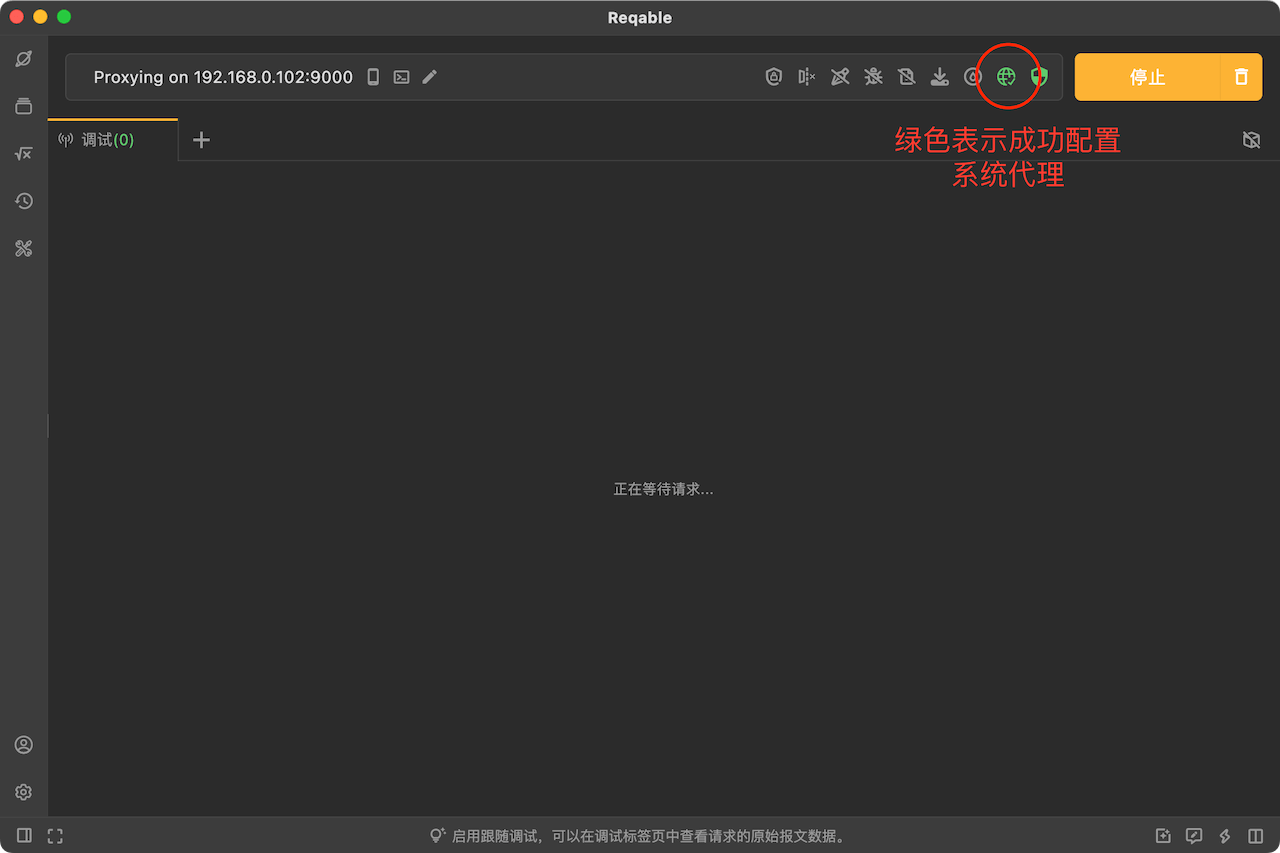 Reqable
Proxying on 192.168.0.102:9000
停止
调试(0)
绿色表示成功配置
系统代理
正在等待请求...
启用跟随调试，可以在调试标签页中查看请求的原始报文数据。